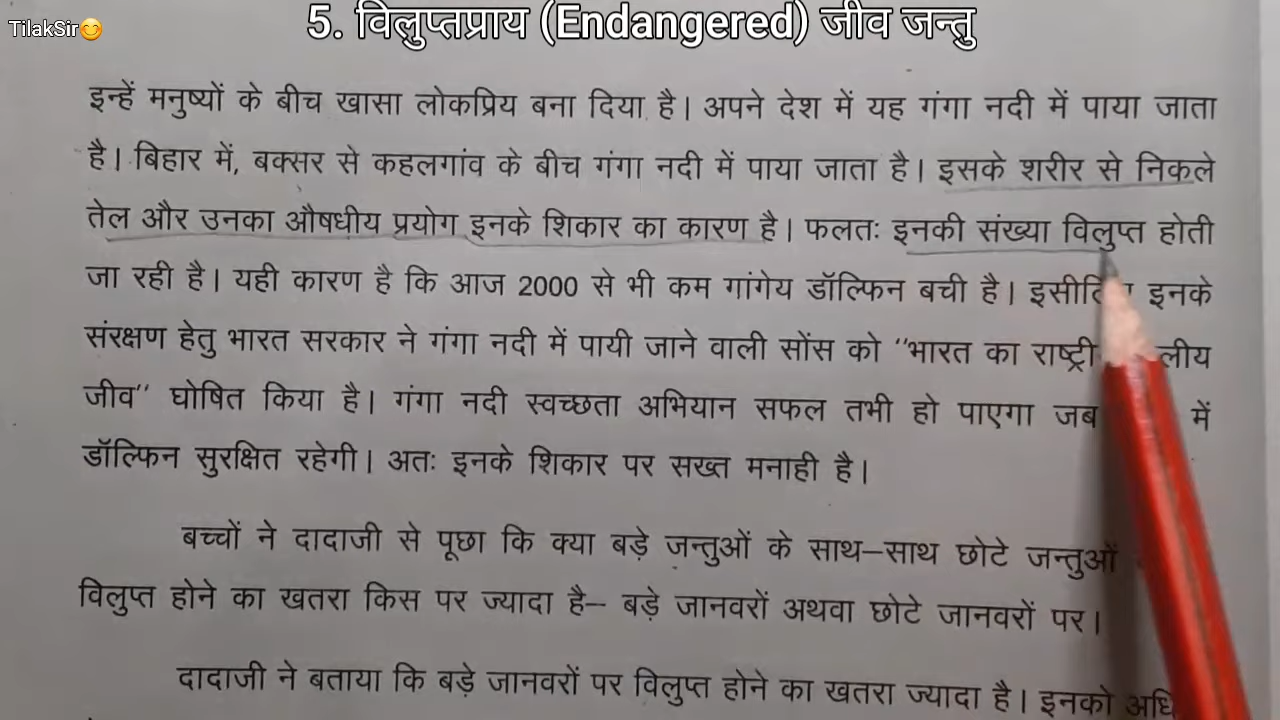 TilakSir😊
5. विलुप्तप्राय (Endangered) जीव जन्तु
इन्हें मनुष्यों के बीच खासा लोकप्रिय बना दिया है। अपने देश में यह गंगा नदी में पाया जाता
है। बिहार में, बक्सर से कहलगांव के बीच गंगा नदी में पाया जाता है। इसके शरीर से निकले
तेल और उनका औषधीय प्रयोग इनके शिकार का कारण है। फलतः इनकी संख्या विलुप्त होती
जा रही है। यही कारण है कि आज 2000 से भी कम गांगेय डॉल्फिन बची है। इनके
संरक्षण हेतु भारत सरकार ने गंगा नदी में पायी जाने वाली सोंस को "भारत का
जीव" घोषित किया है। गंगा नदी स्वच्छता अभियान सफल तभी हो पाएगा जब में
डॉल्फिन सुरक्षित रहेगी। अतः इनके शिकार पर सख्त मनाही है।
बच्चों ने दादाजी से पूछा कि क्या बड़े जन्तुओं के साथ–साथ छोटे जन्तुओं
विलुप्त होने का खतरा किस पर ज्यादा है– बड़े जानवरों अथवा छोटे जानवरों पर।
दादाजी ने बताया कि बड़े जानवरों पर विलुप्त होने का खतरा ज्यादा है। इनको